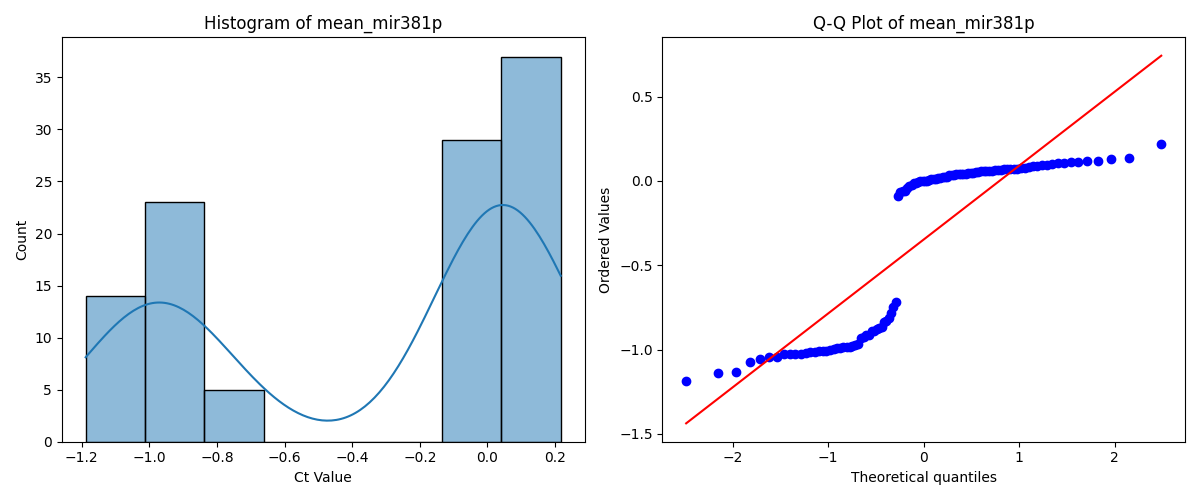 Histogram of mean_mir381p
Count
35
30
25
20
15
10
5
0
−1.2 −1.0 −0.8 −0.6 −0.4 −0.2 0.0 0.2
Ct Value
Q-Q Plot of mean_mir381p
Ordered Values
0.5
0.0
−0.5
−1.0
−1.5
−2 −1 0 1 2
Theoretical quantiles